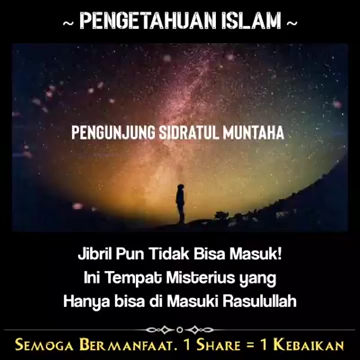 ~ PENGETAHUAN ISLAM ~
PENGUNJUNG SIDRATUL MUNTAHA
Jibril Pun Tidak Bisa Masuk!
Ini Tempat Misterius yang
Hanya bisa di Masuki Rasulullah
SEMOGA BERMANFAAT. 1 SHARE = 1 KEBAIKAN